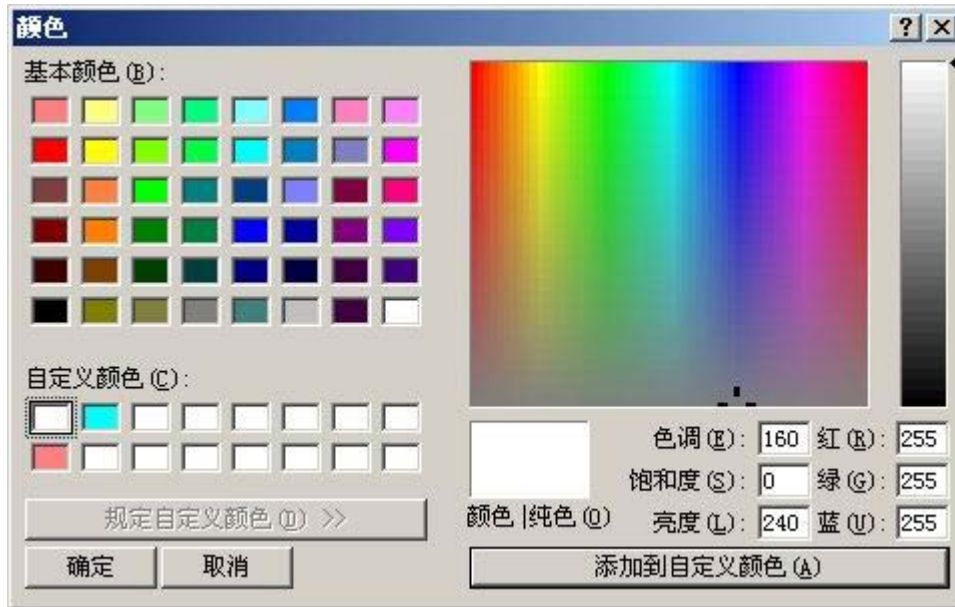 颜色
基本颜色(B):
自定义颜色(C):
规定自定义颜色(D) >>
确定 取消
色调(E): 160 红(R): 255
饱和度(S): 0 绿(G): 255
颜色|纯色(O) 亮度(L): 240 蓝(U): 255
添加到自定义颜色(A)